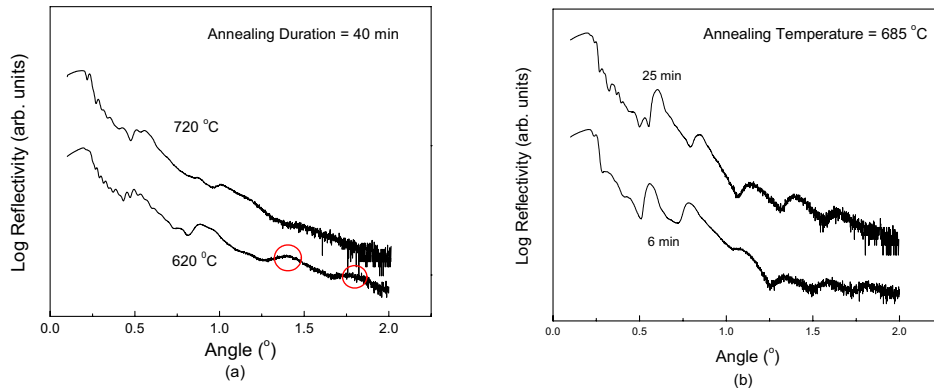 Annealing Duration = 40 min
Log Reflectivity (arb. units)
720 °C
620 °C
0.0 0.5 1.0 1.5 2.0
Angle (°)
(a)
Annealing Temperature = 685 °C
Log Reflectivity (arb. units)
25 min
6 min
0.0 0.5 1.0 1.5 2.0
Angle (°)
(b)